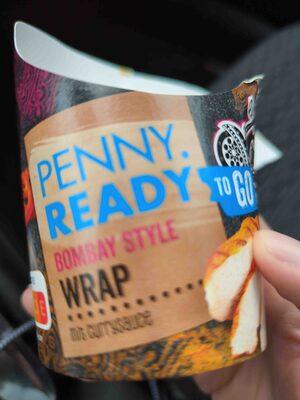 PENNY.
READY
TO GO
BOMBAY STYLE
WRAP
mit currysauce